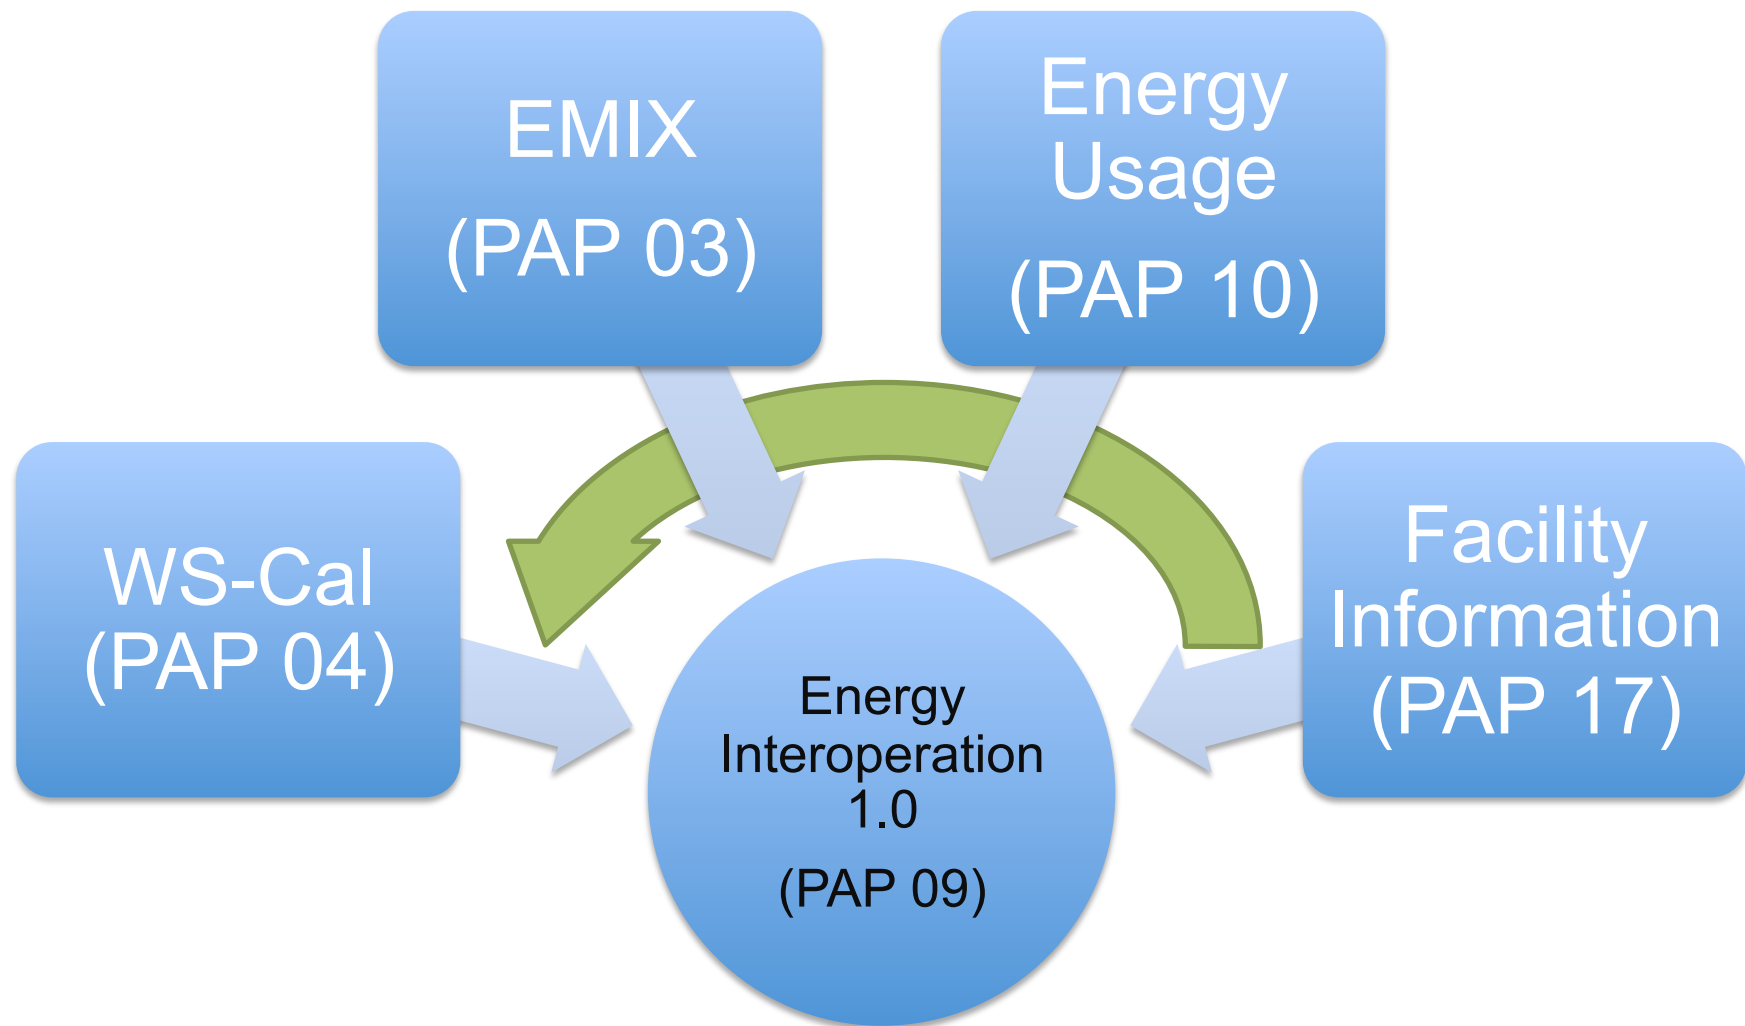 EMIX
(PAP 03)
Energy
Usage
(PAP 10)
WS-Cal
(PAP 04)
Facility
Information
(PAP 17)
Energy
Interoperation
1.0
(PAP 09)